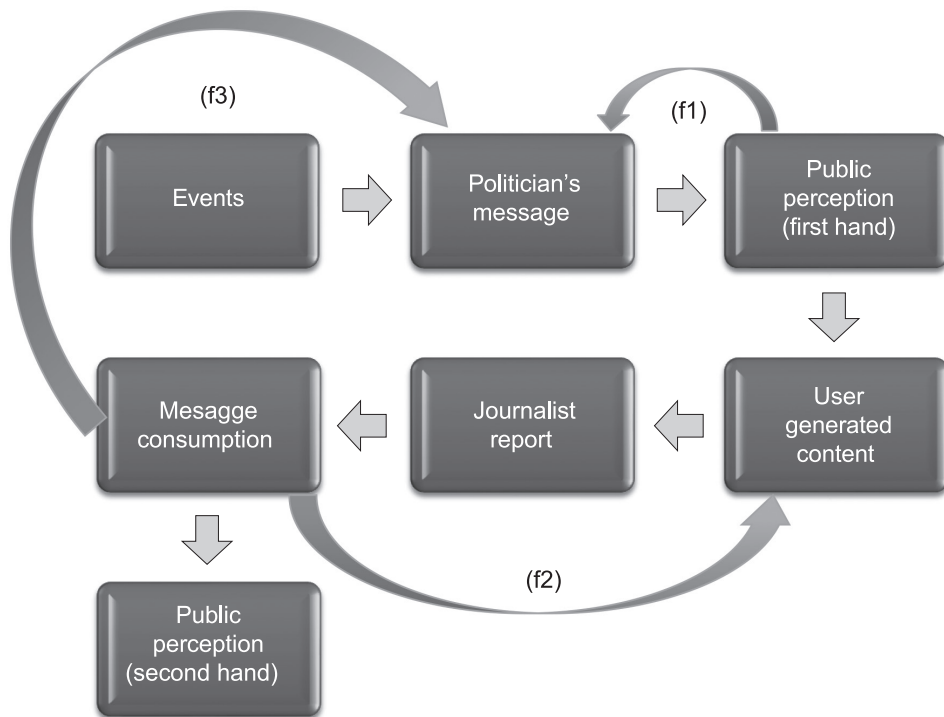 (f3)
(f1)
Events
Politician's
message
Public
perception
(first hand)
Mesagge
consumption
Journalist
report
User
generated
content
(f2)
Public
perception
(second hand)